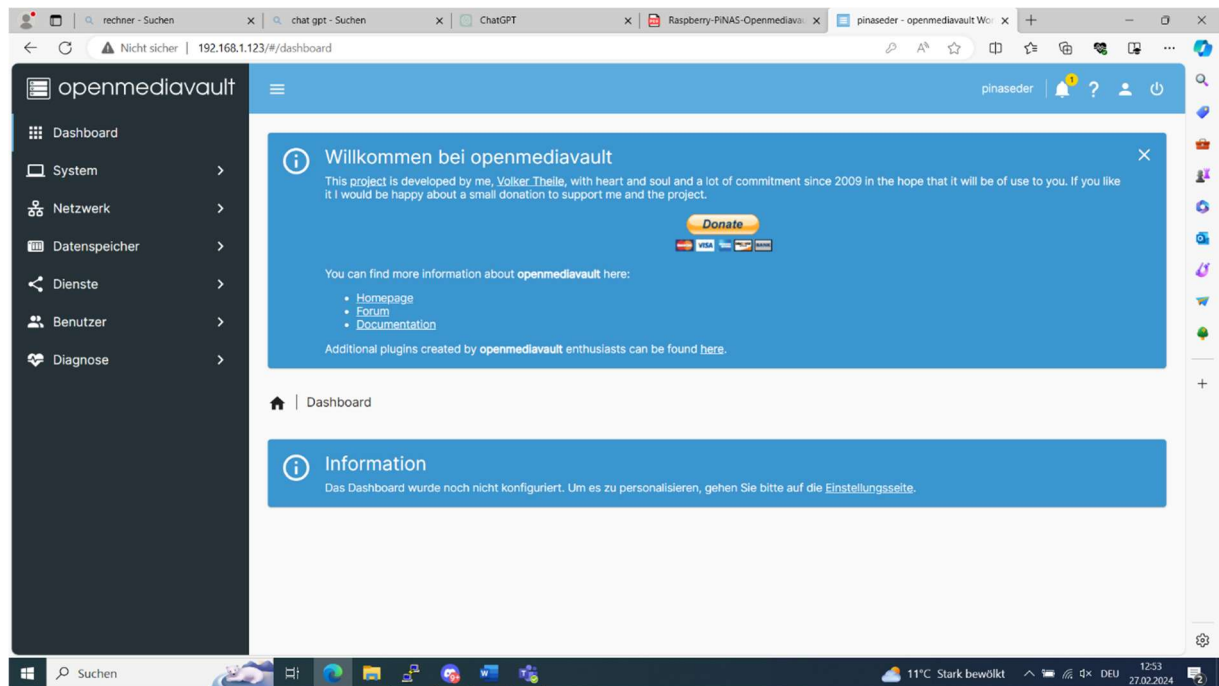 rechner - Suchen
chat gpt - Suchen
ChatGPT
Raspberry-PiNAS-Openmediava
pinaseder - openmediavault Wor
Nicht sicher | 192.168.1.123/#/dashboard
openmediavault
pinaseder
1
?
Dashboard
System
Netzwerk
Datenspeicher
Dienste
Benutzer
Diagnose
Willkommen bei openmediavault
This project is developed by me, Volker Theile, with heart and soul and a lot of commitment since 2009 in the hope that it will be of use to you. If you like
it I would be happy about a small donation to support me and the project.
Donate
VISA
BANK
You can find more information about openmediavault here:
• Homepage
• Forum
• Documentation
Additional plugins created by openmediavault enthusiasts can be found here.
| Dashboard
Information
Das Dashboard wurde noch nicht konfiguriert. Um es zu personalisieren, gehen Sie bitte auf die Einstellungsseite.
Suchen
11°C Stark bewölkt
DEU
12:53
27.02.2024
2